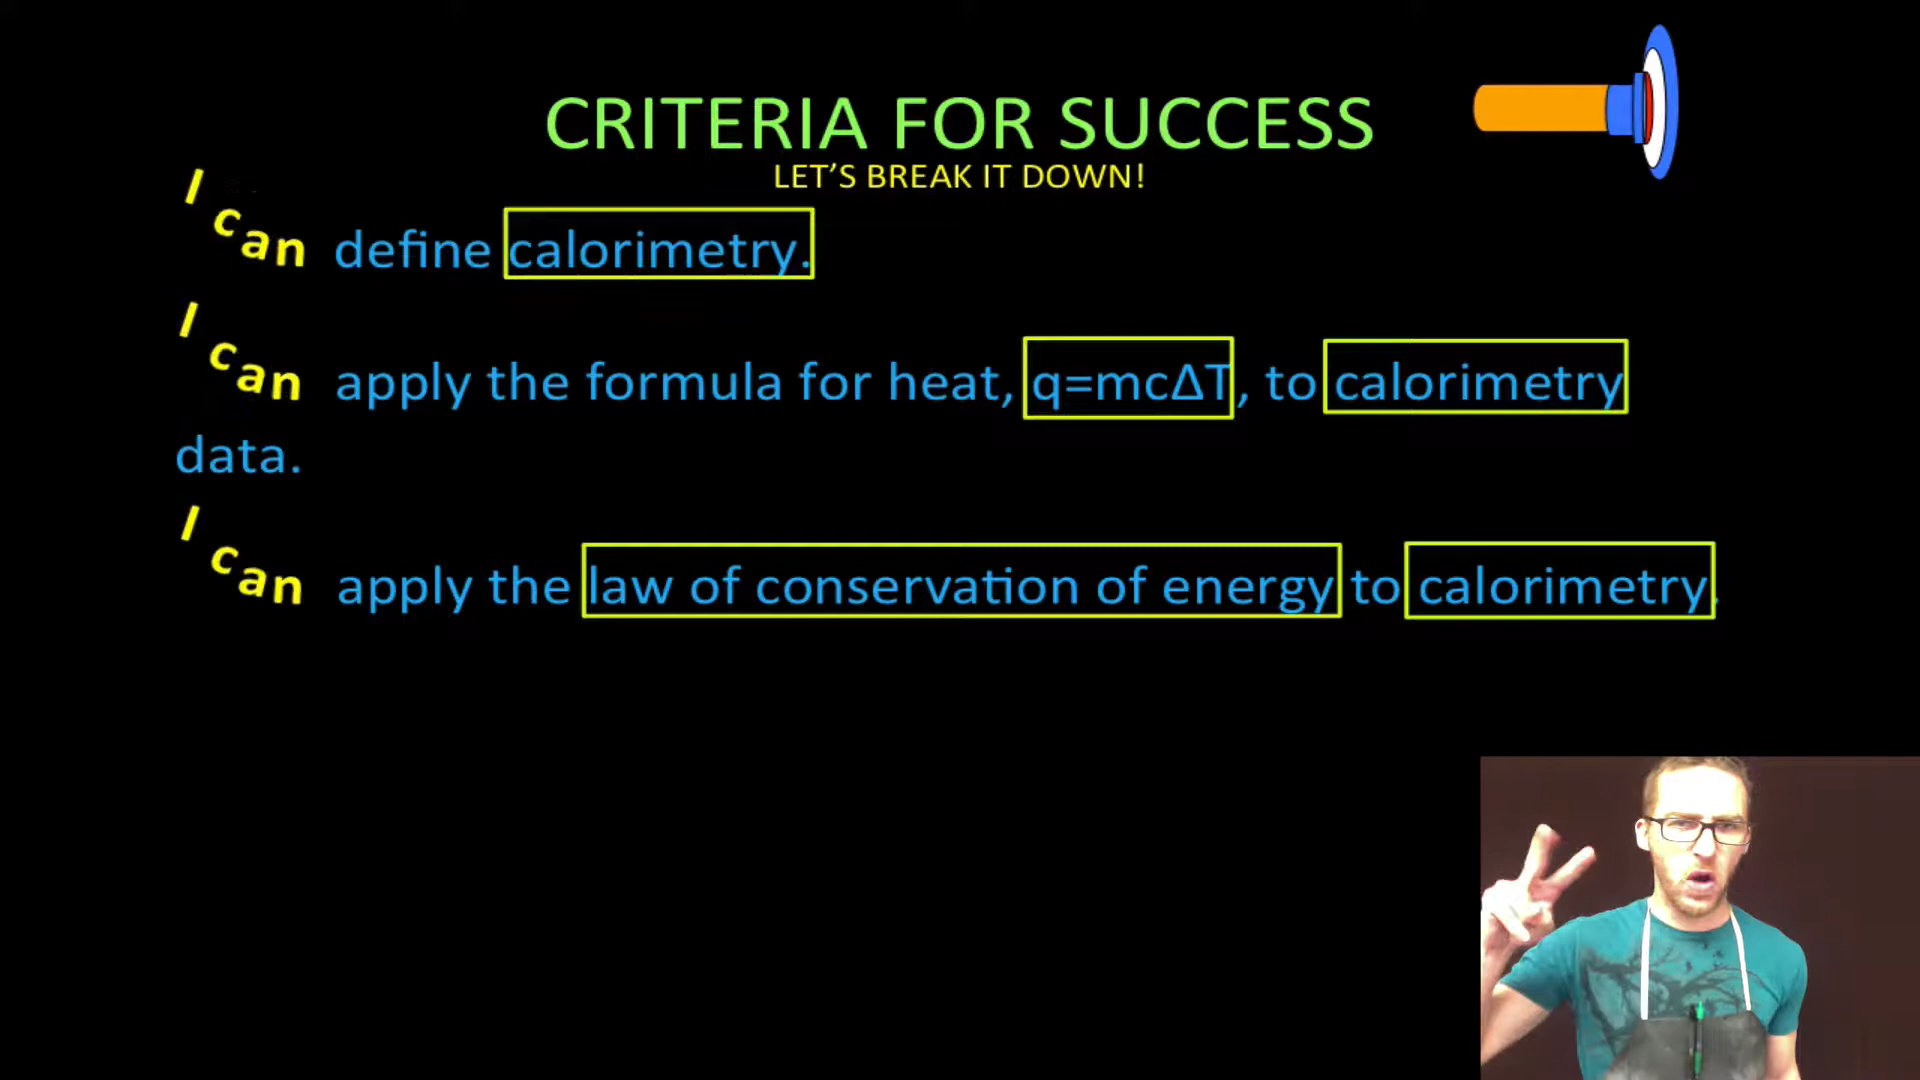 CRITERIA FOR SUCCESS
LET’S BREAK IT DOWN!
I can define calorimetry.
I can apply the formula for heat, q=mcΔT, to calorimetry
data.
I can apply the law of conservation of energy to calorimetry.